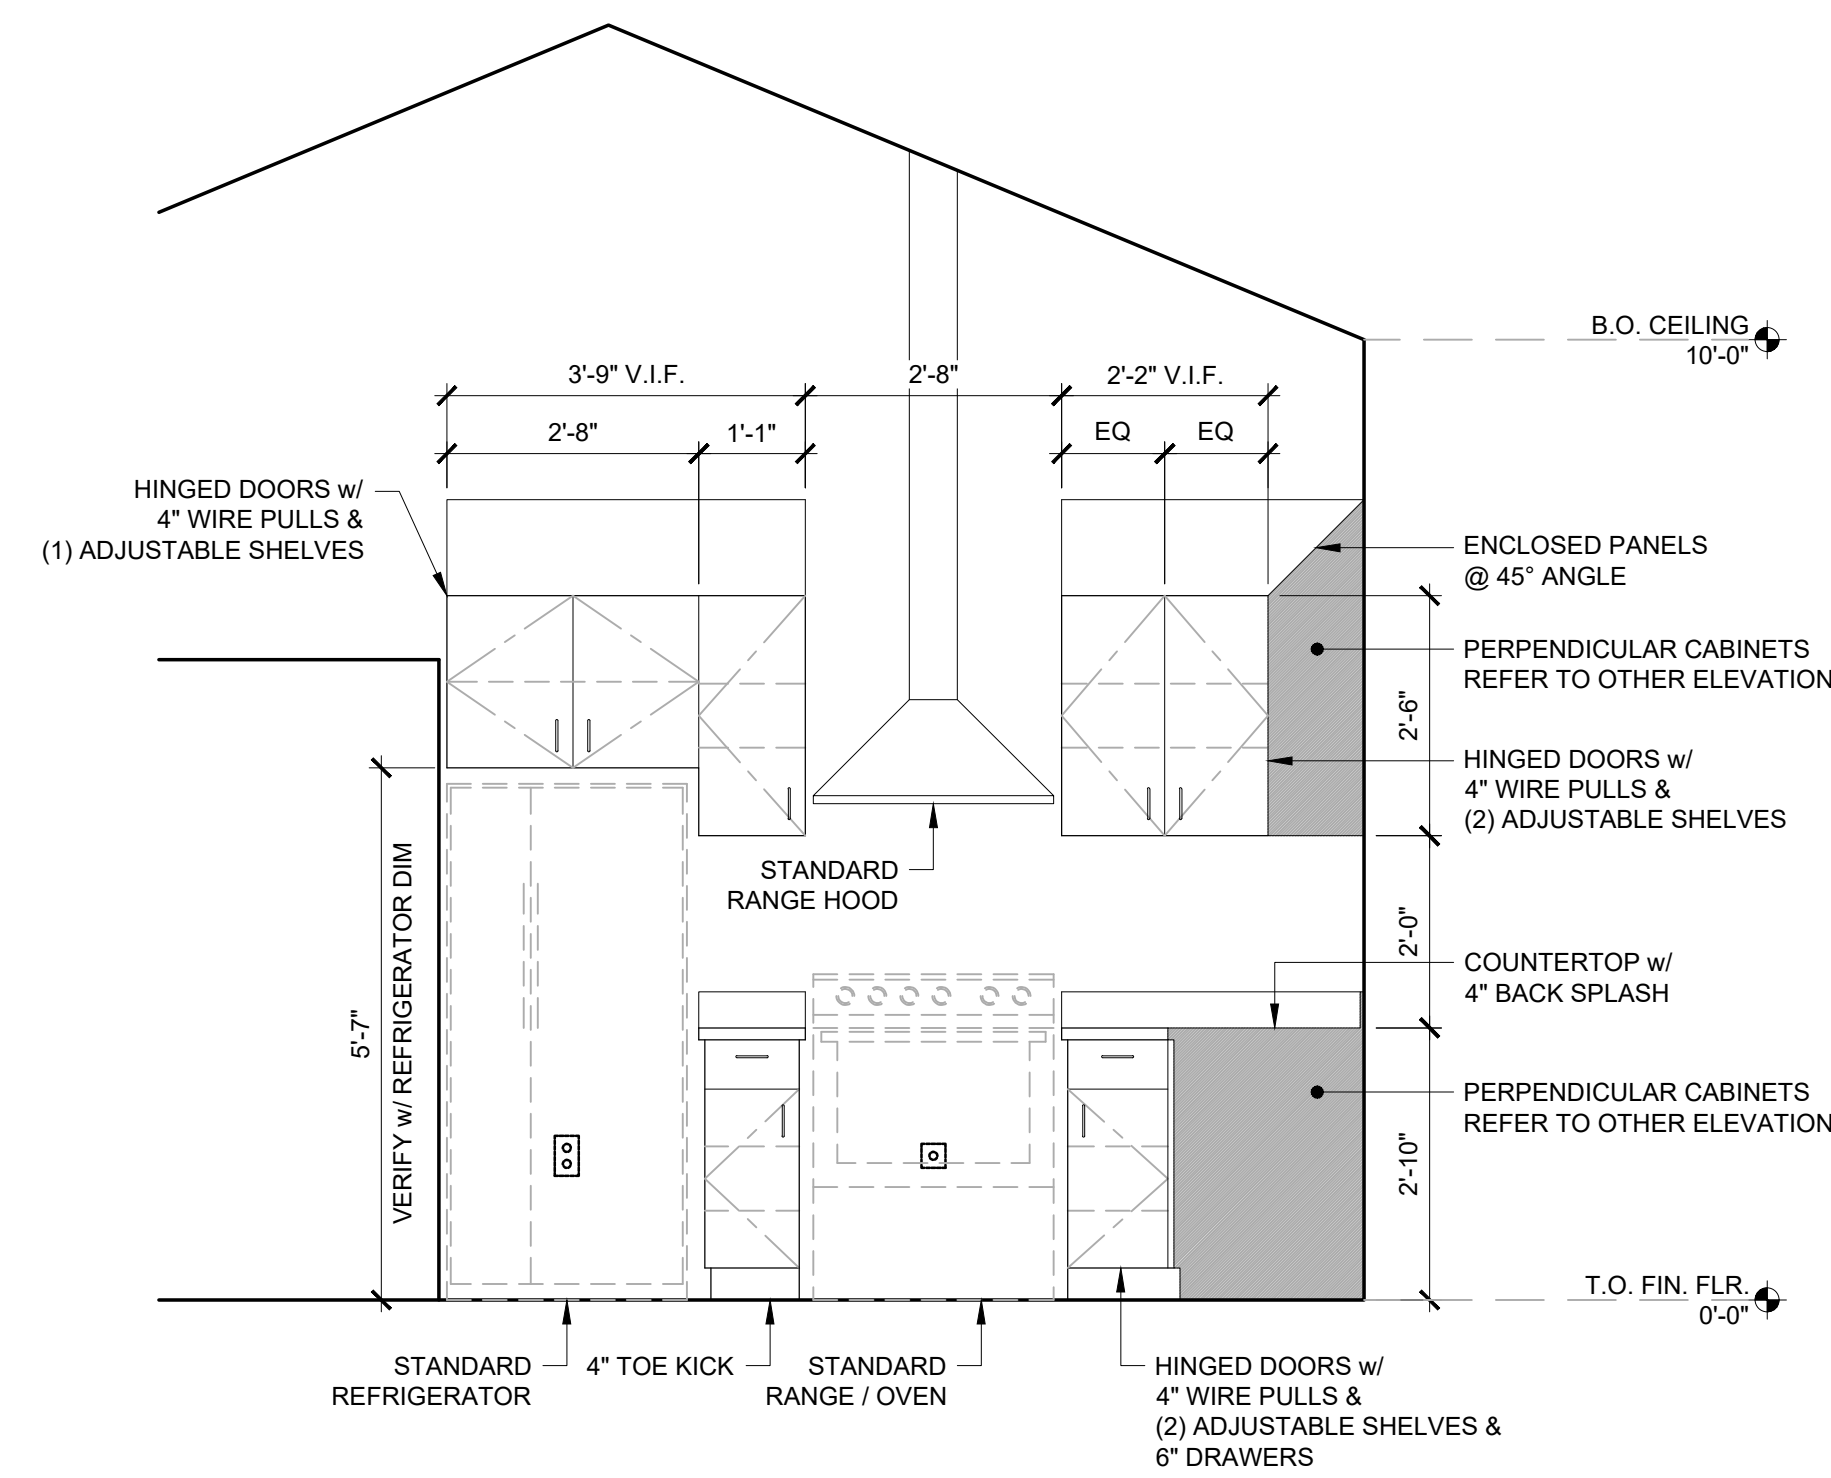 B.O. CEILING
10'-0"
3'-9" V.I.F.
2'-8"
2'-2" V.I.F.
2'-8"
1'-1"
EQ
EQ
HINGED DOORS w/
4" WIRE PULLS &
(1) ADJUSTABLE SHELVES
ENCLOSED PANELS
@ 45° ANGLE
PERPENDICULAR CABINETS
REFER TO OTHER ELEVATION
2'-6"
HINGED DOORS w/
4" WIRE PULLS &
(2) ADJUSTABLE SHELVES
STANDARD
RANGE HOOD
5'-7"
VERIFY w/ REFRIGERATOR DIM
2'-0"
COUNTERTOP w/
4" BACK SPLASH
PERPENDICULAR CABINETS
REFER TO OTHER ELEVATION
2'-10"
T.O. FIN. FLR.
0'-0"
STANDARD
REFRIGERATOR
4" TOE KICK
STANDARD
RANGE / OVEN
HINGED DOORS w/
4" WIRE PULLS &
(2) ADJUSTABLE SHELVES &
6" DRAWERS